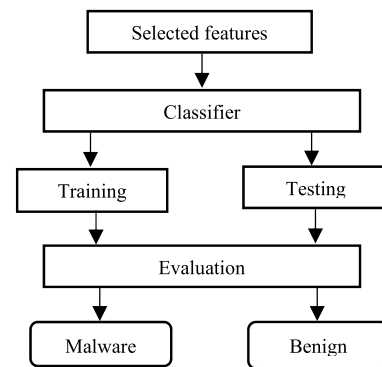 Selected features
Classifier
Training
Testing
Evaluation
Malware
Benign